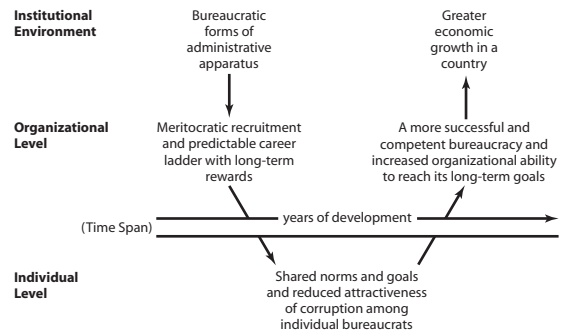 Institutional
Environment
Bureaucratic
forms of
administrative
apparatus
Greater
economic
growth in a
country
Organizational
Level
Meritocratic recruitment
and predictable career
ladder with long-term
rewards
A more successful and
competent bureaucracy and
increased organizational ability
to reach its long-term goals
(Time Span)
years of development
Individual
Level
Shared norms and goals
and reduced attractiveness
of corruption among
individual bureaucrats